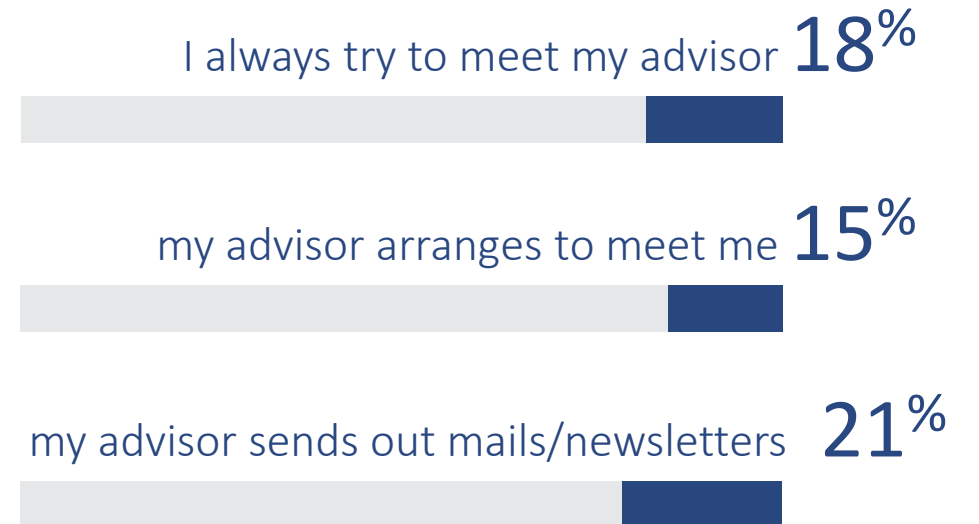 I always try to meet my advisor 18%
my advisor arranges to meet me 15%
my advisor sends out mails/newsletters 21%